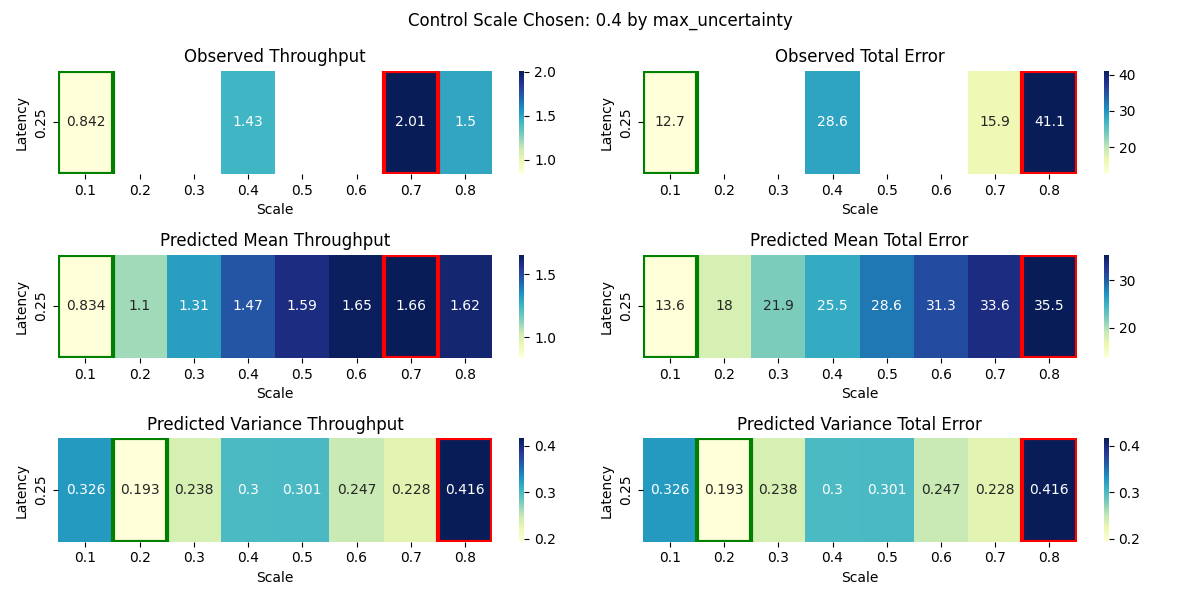 Control Scale Chosen: 0.4 by max_uncertainty
Observed Throughput
Latency
0.25
0.842 1.43 2.01 1.5
0.1 0.2 0.3 0.4 0.5 0.6 0.7 0.8
Scale
2.0
1.5
1.0
Observed Total Error
Latency
0.25
12.7 28.6 15.9 41.1
0.1 0.2 0.3 0.4 0.5 0.6 0.7 0.8
Scale
40
30
20
Predicted Mean Throughput
Latency
0.25
0.834 1.1 1.31 1.47 1.59 1.65 1.66 1.62
0.1 0.2 0.3 0.4 0.5 0.6 0.7 0.8
Scale
1.5
1.0
Predicted Mean Total Error
Latency
0.25
13.6 18 21.9 25.5 28.6 31.3 33.6 35.5
0.1 0.2 0.3 0.4 0.5 0.6 0.7 0.8
Scale
30
20
Predicted Variance Throughput
Latency
0.25
0.326 0.193 0.238 0.3 0.301 0.247 0.228 0.416
0.1 0.2 0.3 0.4 0.5 0.6 0.7 0.8
Scale
0.4
0.3
0.2
Predicted Variance Total Error
Latency
0.25
0.326 0.193 0.238 0.3 0.301 0.247 0.228 0.416
0.1 0.2 0.3 0.4 0.5 0.6 0.7 0.8
Scale
0.4
0.3
0.2